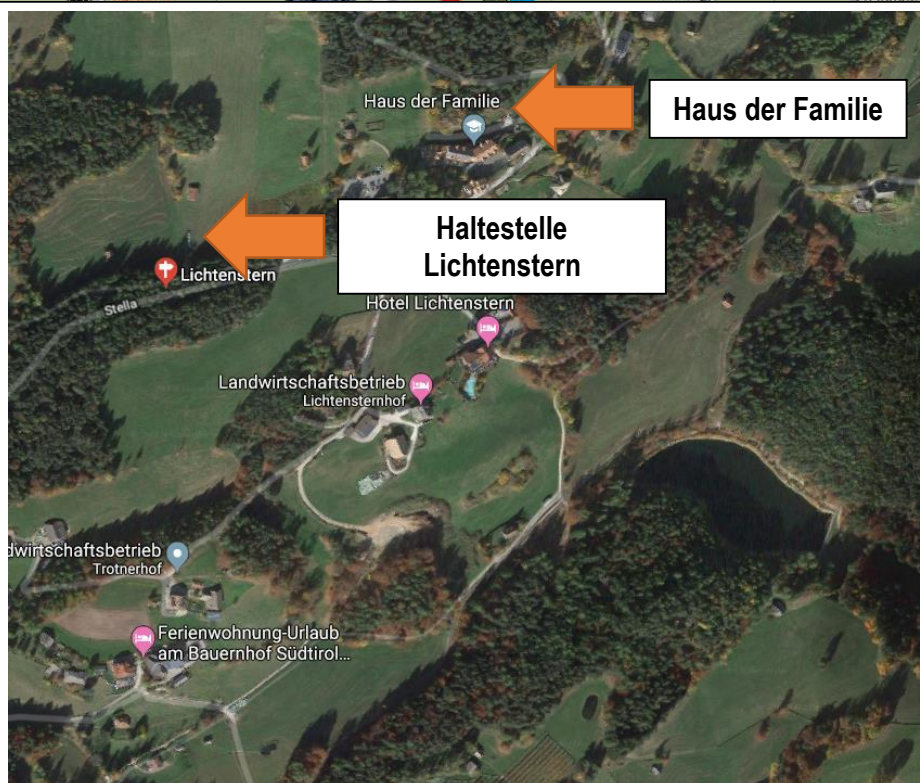 Haus der Familie
Haus der Familie
Haltestelle
Lichtenstern
Lichtenstern
Stella
Hotel Lichtenstern
Landwirtschaftsbetrieb
Lichtensternhof
dwirtschaftsbetrieb
Trotnerhof
Ferienwohnung-Urlaub
am Bauernhof Südtirol...